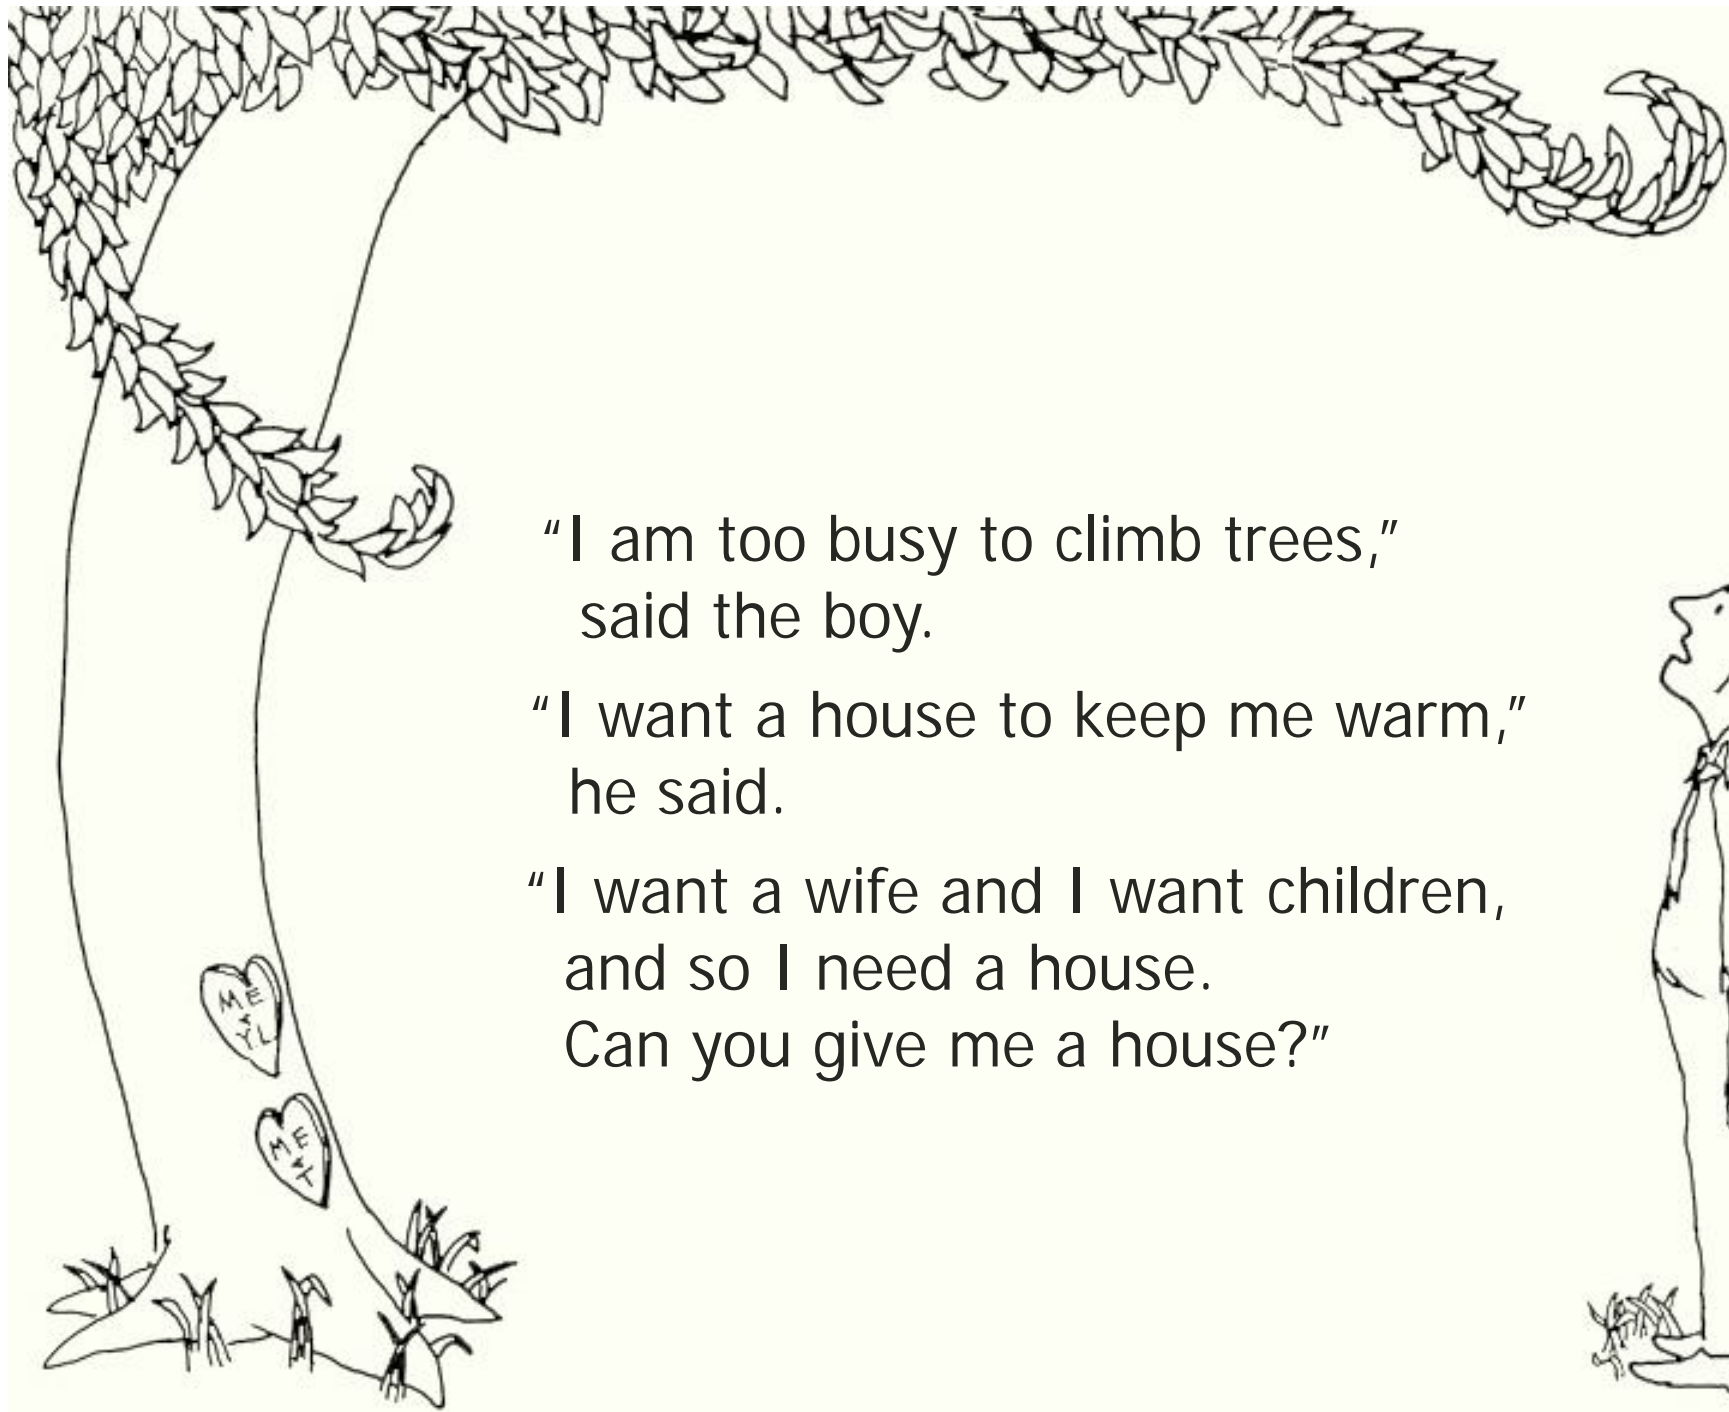 “I am too busy to climb trees,”
said the boy.
“I want a house to keep me warm,”
he said.
“I want a wife and I want children,
and so I need a house.
Can you give me a house?”
ME
+
Y.L.
ME
+
T